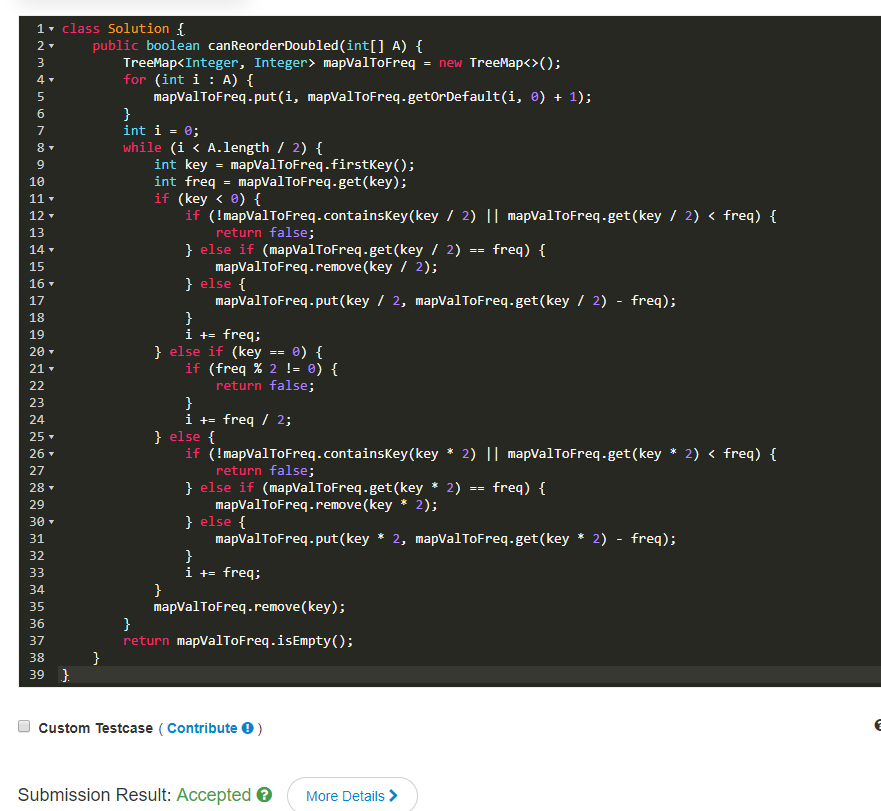 1 class Solution {
2     public boolean canReorderDoubled(int[] A) {
3         TreeMap<Integer, Integer> mapValToFreq = new TreeMap<>();
4         for (int i : A) {
5             mapValToFreq.put(i, mapValToFreq.getOrDefault(i, 0) + 1);
6         }
7         int i = 0;
8         while (i < A.length / 2) {
9             int key = mapValToFreq.firstKey();
10             int freq = mapValToFreq.get(key);
11             if (key < 0) {
12                 if (!mapValToFreq.containsKey(key / 2) || mapValToFreq.get(key / 2) < freq) {
13                     return false;
14                 } else if (mapValToFreq.get(key / 2) == freq) {
15                     mapValToFreq.remove(key / 2);
16                 } else {
17                     mapValToFreq.put(key / 2, mapValToFreq.get(key / 2) - freq);
18                 }
19                 i += freq;
20             } else if (key == 0) {
21                 if (freq % 2 != 0) {
22                     return false;
23                 }
24                 i += freq / 2;
25             } else {
26                 if (!mapValToFreq.containsKey(key * 2) || mapValToFreq.get(key * 2) < freq) {
27                     return false;
28                 } else if (mapValToFreq.get(key * 2) == freq) {
29                     mapValToFreq.remove(key * 2);
30                 } else {
31                     mapValToFreq.put(key * 2, mapValToFreq.get(key * 2) - freq);
32                 }
33                 i += freq;
34             }
35             mapValToFreq.remove(key);
36         }
37         return mapValToFreq.isEmpty();
38     }
39 }
Custom Testcase ( Contribute )
Submission Result: Accepted More Details